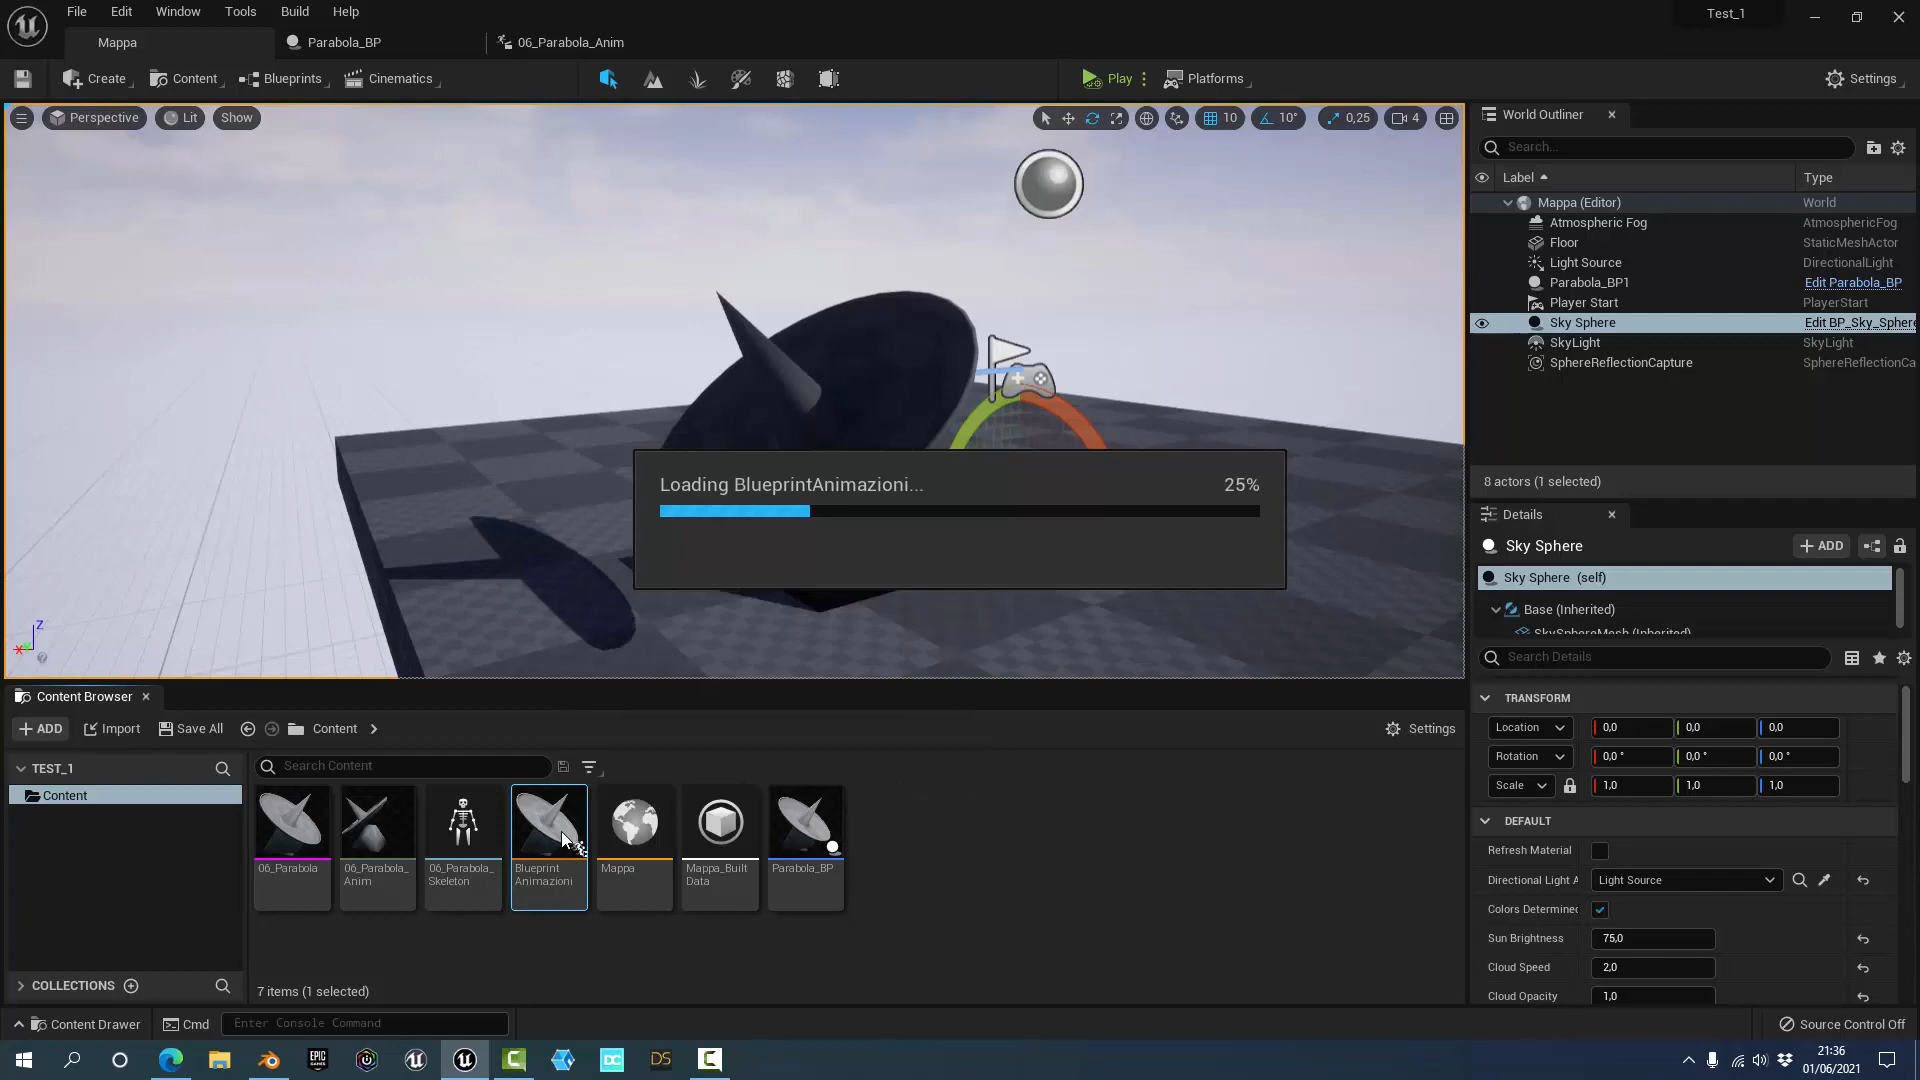 File Edit Window Tools Build Help
Test_1
Mappa
Parabola_BP
06_Parabola_Anim
Create Content Blueprints Cinematics
Play Platforms
Settings
Perspective Lit Show
10 10° 0,25 4
World Outliner
Search...
Label Type
Mappa (Editor) World
Atmospheric Fog AtmosphericFog
Floor StaticMeshActor
Light Source DirectionalLight
Parabola_BP1 Edit Parabola_BP
Player Start PlayerStart
Sky Sphere Edit BP_Sky_Sphere
SkyLight SkyLight
SphereReflectionCapture SphereReflectionCa
8 actors (1 selected)
Loading BlueprintAnimazioni... 25%
Z
X
Details
Sky Sphere
ADD
Sky Sphere (self)
Base (Inherited)
SkySphereMesh (Inherited)
Search Details
TRANSFORM
Location 0,0 0,0 0,0
Rotation 0,0 ° 0,0 ° 0,0 °
Scale 1,0 1,0 1,0
DEFAULT
Refresh Material
Directional Light A Light Source
Colors Determined
Sun Brightness 75,0
Cloud Speed 2,0
Cloud Opacity 1,0
Content Browser
ADD Import Save All Content
Settings
TEST_1
Content
Search Content
06_Parabola
06_Parabola_
Anim
06_Parabola_
Skeleton
Blueprint
Animazioni
Mappa
Mappa_Built
Data
Parabola_BP
COLLECTIONS
7 items (1 selected)
Content Drawer Cmd Enter Console Command
Source Control Off
EPIC
GAMES
DC
DS
21:36
01/06/2021